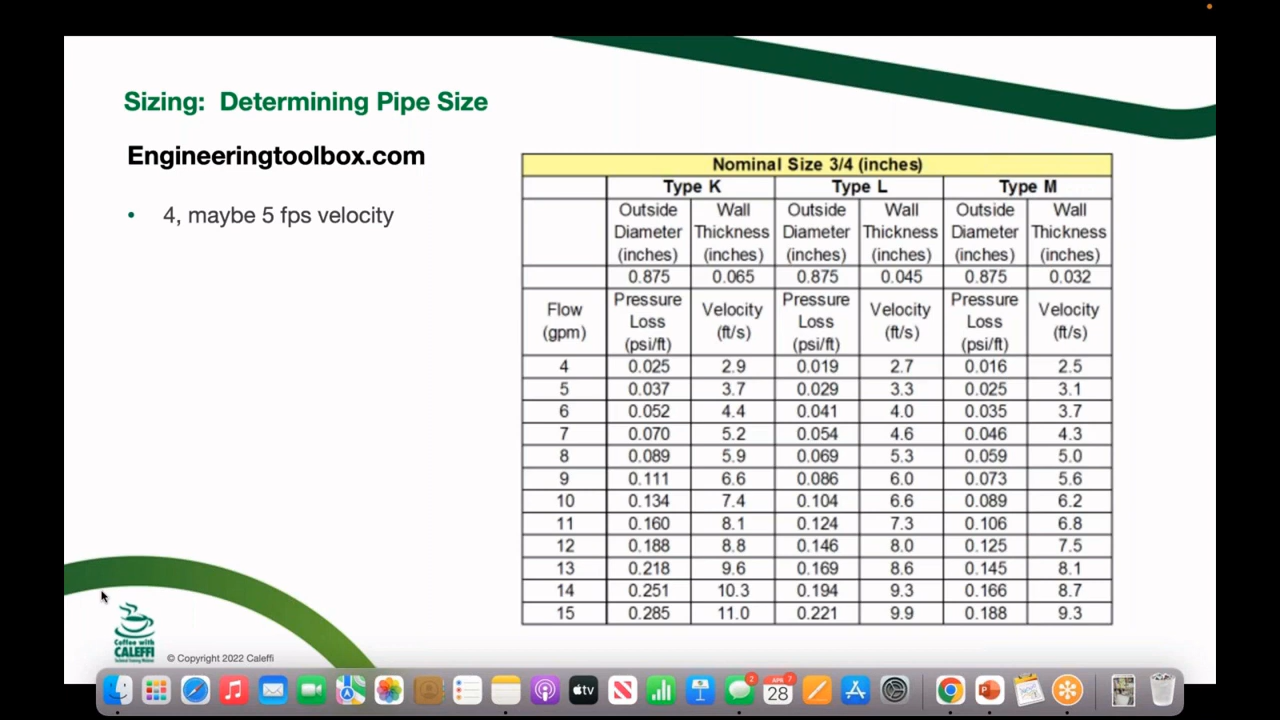 Sizing: Determining Pipe Size
Engineeringtoolbox.com
• 4, maybe 5 fps velocity
Nominal Size 3/4 (inches)
Type K Type L Type M
Outside Diameter (inches) Wall Thickness (inches) Outside Diameter (inches) Wall Thickness (inches) Outside Diameter (inches) Wall Thickness (inches)
0.875 0.065 0.875 0.045 0.875 0.032
Flow (gpm) Pressure Loss (psi/ft) Velocity (ft/s) Pressure Loss (psi/ft) Velocity (ft/s) Pressure Loss (psi/ft) Velocity (ft/s)
4 0.025 2.9 0.019 2.7 0.016 2.5
5 0.037 3.7 0.029 3.3 0.025 3.1
6 0.052 4.4 0.041 4.0 0.035 3.7
7 0.070 5.2 0.054 4.6 0.046 4.3
8 0.089 5.9 0.069 5.3 0.059 5.0
9 0.111 6.6 0.086 6.0 0.073 5.6
10 0.134 7.4 0.104 6.6 0.089 6.2
11 0.160 8.1 0.124 7.3 0.106 6.8
12 0.188 8.8 0.146 8.0 0.125 7.5
13 0.218 9.6 0.169 8.6 0.145 8.1
14 0.251 10.3 0.194 9.3 0.166 8.7
15 0.285 11.0 0.221 9.9 0.188 9.3
Coffee with
CALEFFI
© Copyright 2022 Caleffi
tv
2
APR 7
28